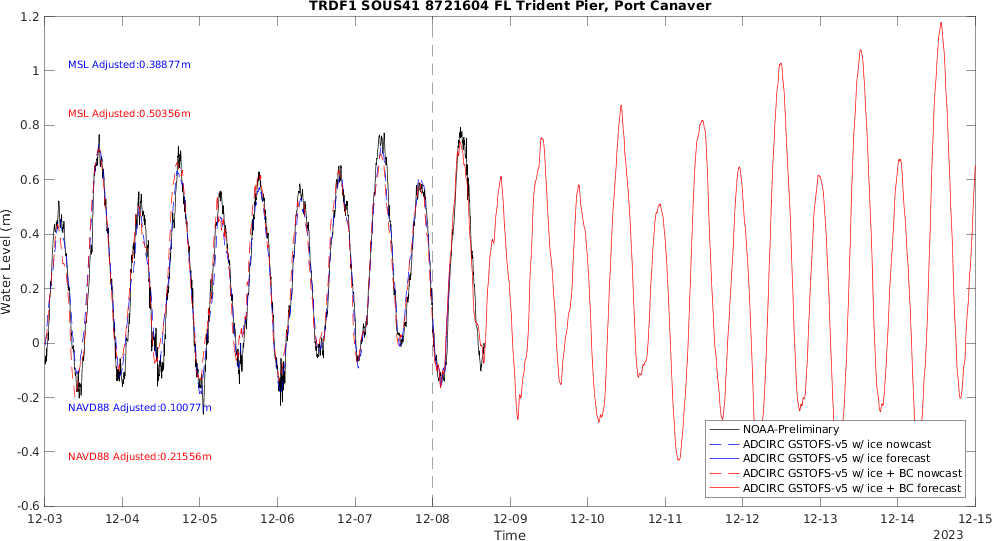 TRDF1 SOUS41 8721604 FL Trident Pier, Port Canaver
1.2
MSL Adjusted:0.38877m
1
MSL Adjusted:0.50356m
0.8
0.6
0.4
0.2
0
-0.2
NAVD88 Adjusted:0.10077m
-0.4
NAVD88 Adjusted:0.21556m
-0.6
Water Level (m)
NOAA-Preliminary
ADCIRC GSTOFS-v5 w/ ice nowcast
ADCIRC GSTOFS-v5 w/ ice forecast
ADCIRC GSTOFS-v5 w/ ice + BC nowcast
ADCIRC GSTOFS-v5 w/ ice + BC forecast
12-03 12-04 12-05 12-06 12-07 12-08 12-09 12-10 12-11 12-12 12-13 12-14 12-15
Time
2023